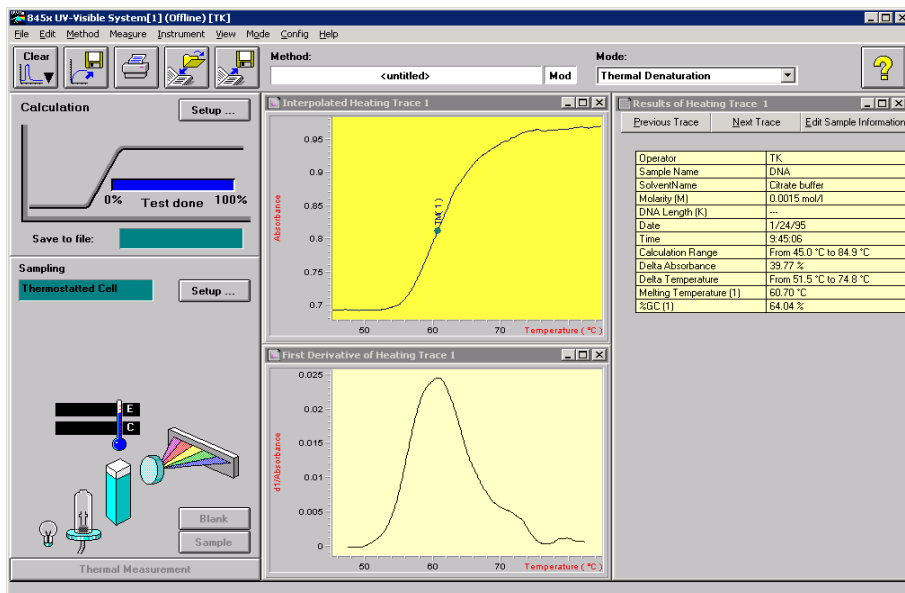 845x UV-Visible System[1] (Offline) [TK]
File Edit Method Measure Instrument View Mode Config Help
Clear
Method:
<untitled>
Mod
Mode:
Thermal Denaturation
Calculation
Setup ...
0% Test done 100%
Save to file:
Sampling
Thermostatted Cell
Setup ...
E
C
Blank
Sample
Thermal Measurement
Interpolated Heating Trace 1
Absorbance
0.95
0.9
0.85
0.8
0.75
0.7
TM(1)
50 60 70 Temperature (°C)
First Derivative of Heating Trace 1
d1/Absorbance
0.025
0.02
0.015
0.01
0.005
0
50 60 70 Temperature (°C)
Results of Heating Trace 1
Previous Trace Next Trace Edit Sample Information
Operator TK
Sample Name DNA
SolventName Citrate buffer
Molarity (M) 0.0015 mol/l
DNA Length (K) ---
Date 1/24/95
Time 9:45:06
Calculation Range From 45.0 °C to 84.9 °C
Delta Absorbance 39.77 %
Delta Temperature From 51.5 °C to 74.8 °C
Melting Temperature (1) 60.70 °C
%GC (1) 64.04 %